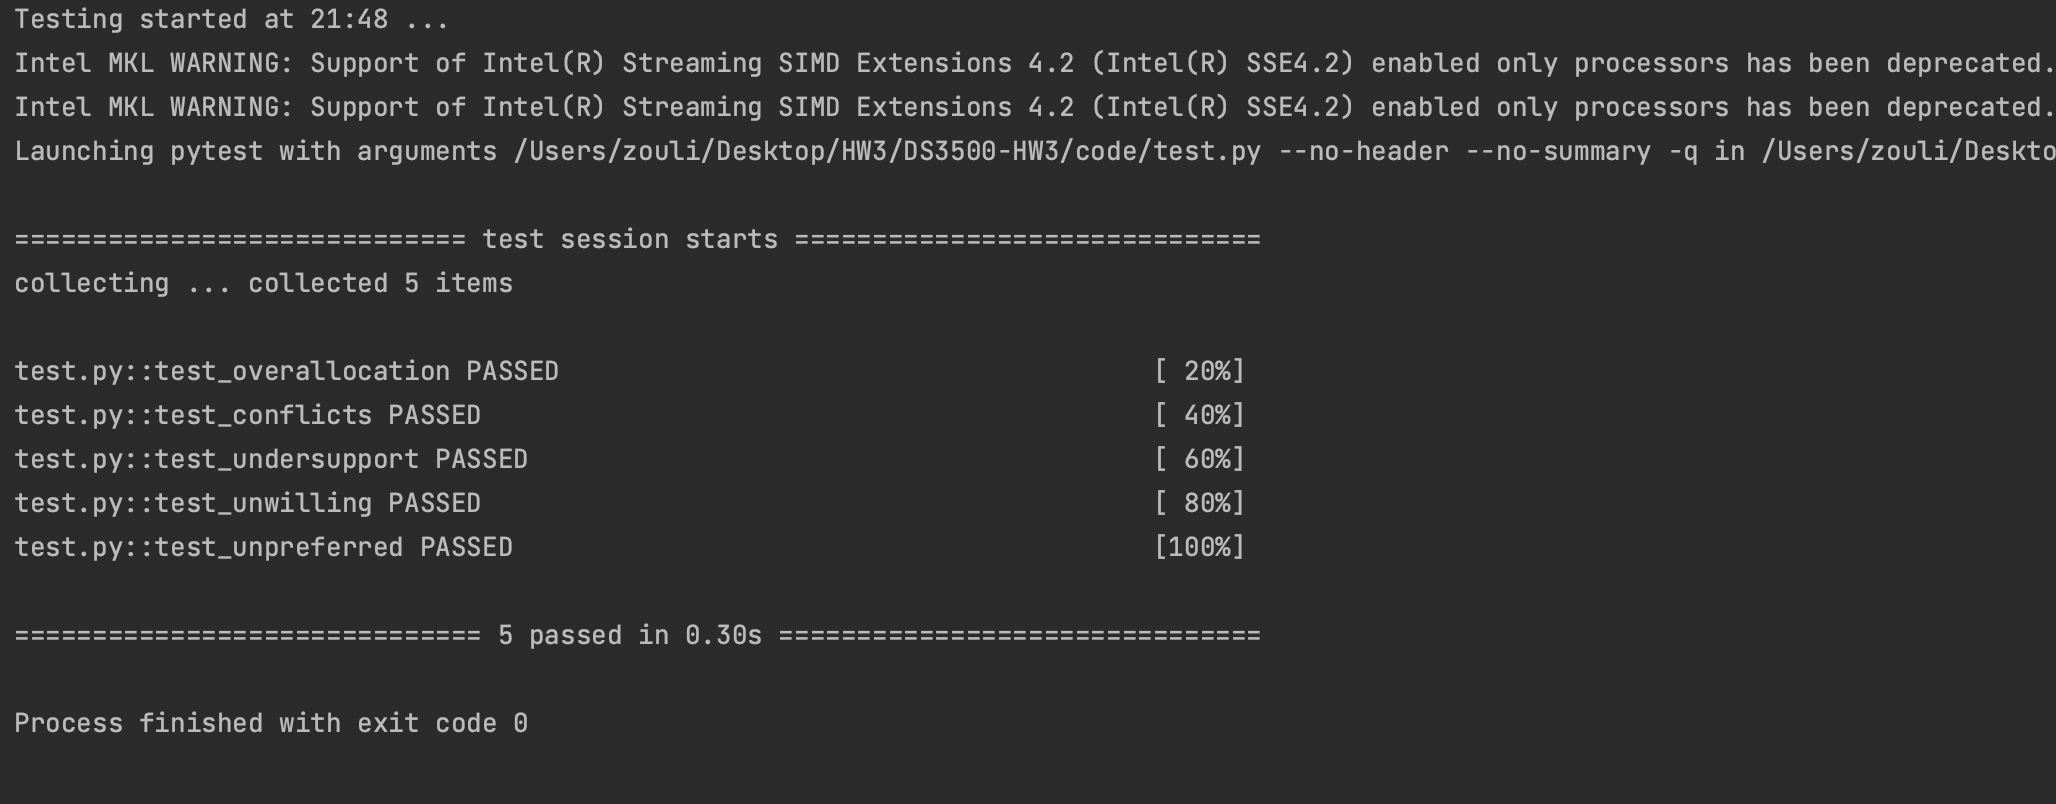 Testing started at 21:48 ...
Intel MKL WARNING: Support of Intel(R) Streaming SIMD Extensions 4.2 (Intel(R) SSE4.2) enabled only processors has been deprecated.
Intel MKL WARNING: Support of Intel(R) Streaming SIMD Extensions 4.2 (Intel(R) SSE4.2) enabled only processors has been deprecated.
Launching pytest with arguments /Users/zouli/Desktop/HW3/DS3500-HW3/code/test.py --no-header --no-summary -q in /Users/zouli/Deskto
============================= test session starts ==============================
collecting ... collected 5 items
test.py::test_overallocation PASSED [ 20%]
test.py::test_conflicts PASSED [ 40%]
test.py::test_undersupport PASSED [ 60%]
test.py::test_unwilling PASSED [ 80%]
test.py::test_unpreferred PASSED [100%]
============================== 5 passed in 0.30s ===============================
Process finished with exit code 0